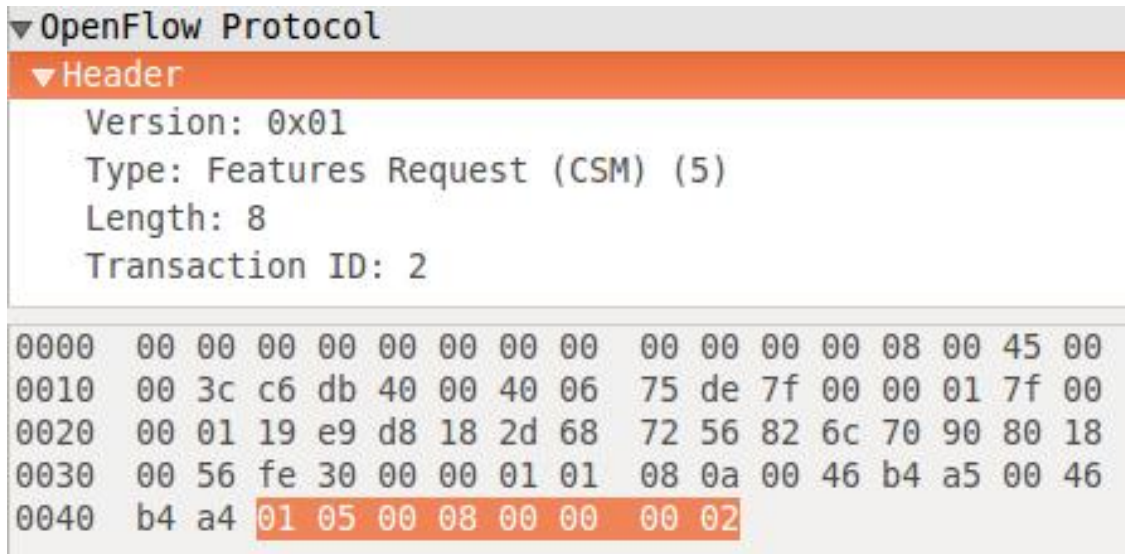 OpenFlow Protocol
Header
Version: 0x01
Type: Features Request (CSM) (5)
Length: 8
Transaction ID: 2
0000 00 00 00 00 00 00 00 00 00 00 00 00 08 00 45 00
0010 00 3c c6 db 40 00 40 06 75 de 7f 00 00 01 7f 00
0020 00 01 19 e9 d8 18 2d 68 72 56 82 6c 70 90 80 18
0030 00 56 fe 30 00 00 01 01 08 0a 00 46 b4 a5 00 46
0040 b4 a4 01 05 00 08 00 00 00 02